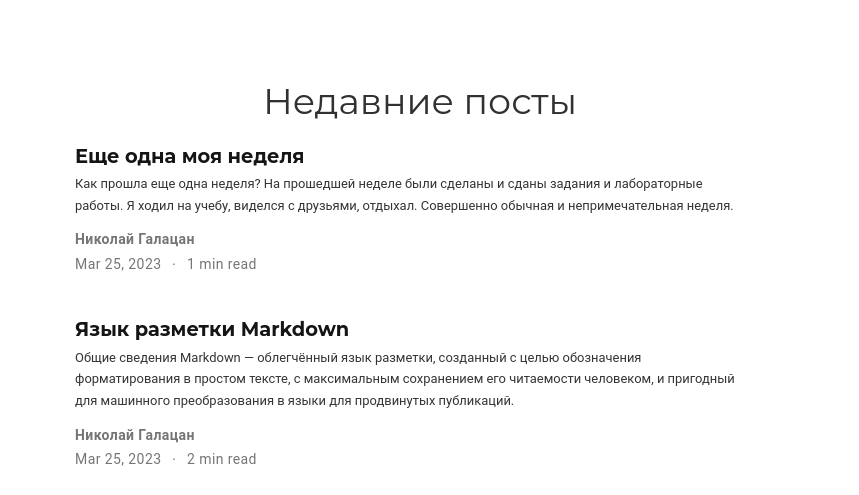 Недавние посты
Еще одна моя неделя
Как прошла еще одна неделя? На прошедшей неделе были сделаны и сданы задания и лабораторные
работы. Я ходил на учебу, виделся с друзьями, отдыхал. Совершенно обычная и непримечательная неделя.
Николай Галацан
Mar 25, 2023 · 1 min read
Язык разметки Markdown
Общие сведения Markdown — облегчённый язык разметки, созданный с целью обозначения
форматирования в простом тексте, с максимальным сохранением его читаемости человеком, и пригодный
для машинного преобразования в языки для продвинутых публикаций.
Николай Галацан
Mar 25, 2023 · 2 min read